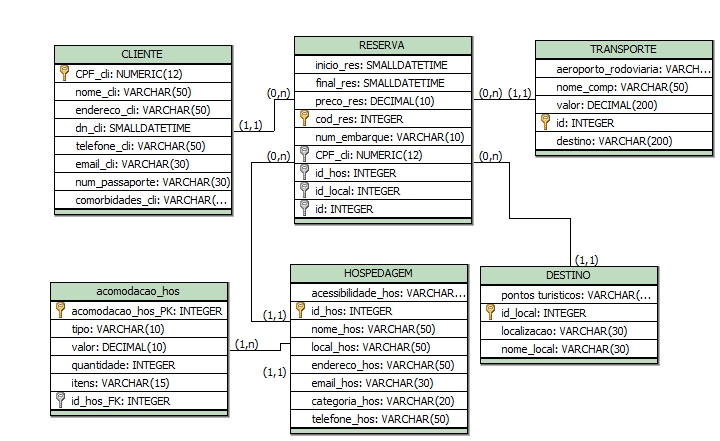 CLIENTE
CPF_cli: NUMERIC(12)
nome_cli: VARCHAR(50)
endereco_cli: VARCHAR(50)
dn_cli: SMALLDATETIME
telefone_cli: VARCHAR(50)
email_cli: VARCHAR(30)
num_passaporte: VARCHAR(30)
comorbidades_cli: VARCHAR(...
(1,1)
(0,n)
RESERVA
inicio_res: SMALLDATETIME
final_res: SMALLDATETIME
preco_res: DECIMAL(10)
cod_res: INTEGER
num_embarque: VARCHAR(10)
CPF_cli: NUMERIC(12)
id_hos: INTEGER
id_local: INTEGER
id: INTEGER
(0,n)
(0,n) (1,1)
(0,n)
TRANSPORTE
aeroporto_rodoviaria: VARCH...
nome_comp: VARCHAR(50)
valor: DECIMAL(200)
id: INTEGER
destino: VARCHAR(200)
acomodacao_hos
acomodacao_hos_PK: INTEGER
tipo: VARCHAR(10)
valor: DECIMAL(10)
quantidade: INTEGER
itens: VARCHAR(15)
id_hos_FK: INTEGER
(1,1)
(1,n)
(1,1)
HOSPEDAGEM
acessibilidade_hos: VARCHAR...
id_hos: INTEGER
nome_hos: VARCHAR(50)
local_hos: VARCHAR(50)
endereco_hos: VARCHAR(50)
email_hos: VARCHAR(30)
categoria_hos: VARCHAR(20)
telefone_hos: VARCHAR(50)
(1,1)
DESTINO
pontos turisticos: VARCHAR(...
id_local: INTEGER
localizacao: VARCHAR(30)
nome_local: VARCHAR(30)